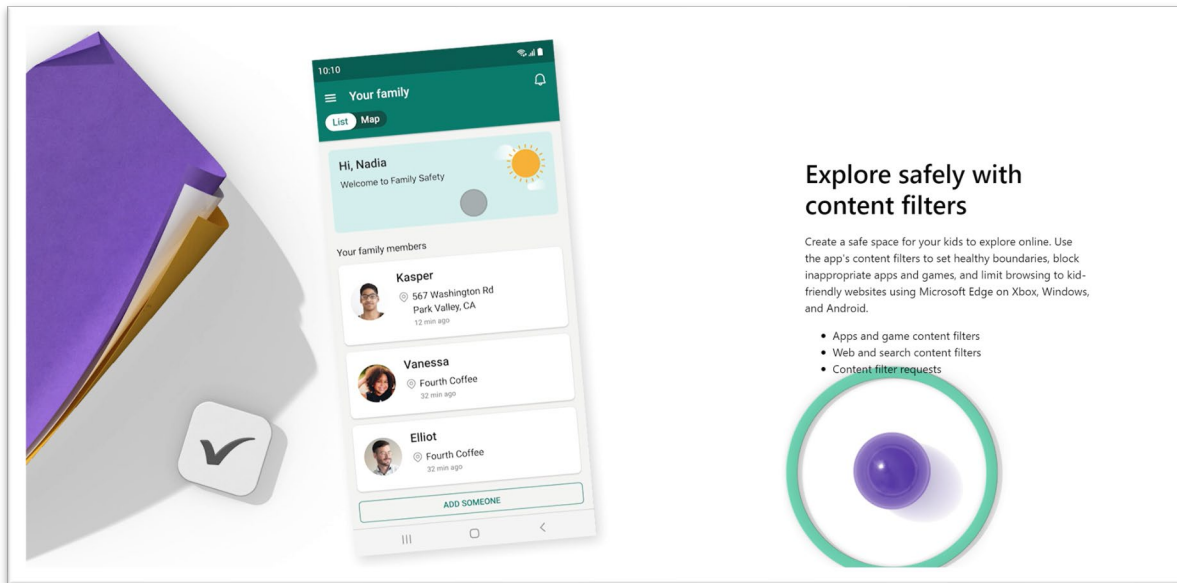 10:10
Your family
List Map
Hi, Nadia
Welcome to Family Safety
Your family members
Kasper
567 Washington Rd
Park Valley, CA
12 min ago
Vanessa
Fourth Coffee
32 min ago
Elliot
Fourth Coffee
32 min ago
ADD SOMEONE
Explore safely with
content filters
Create a safe space for your kids to explore online. Use
the app's content filters to set healthy boundaries, block
inappropriate apps and games, and limit browsing to kid-
friendly websites using Microsoft Edge on Xbox, Windows,
and Android.
• Apps and game content filters
• Web and search content filters
• Content filter requests